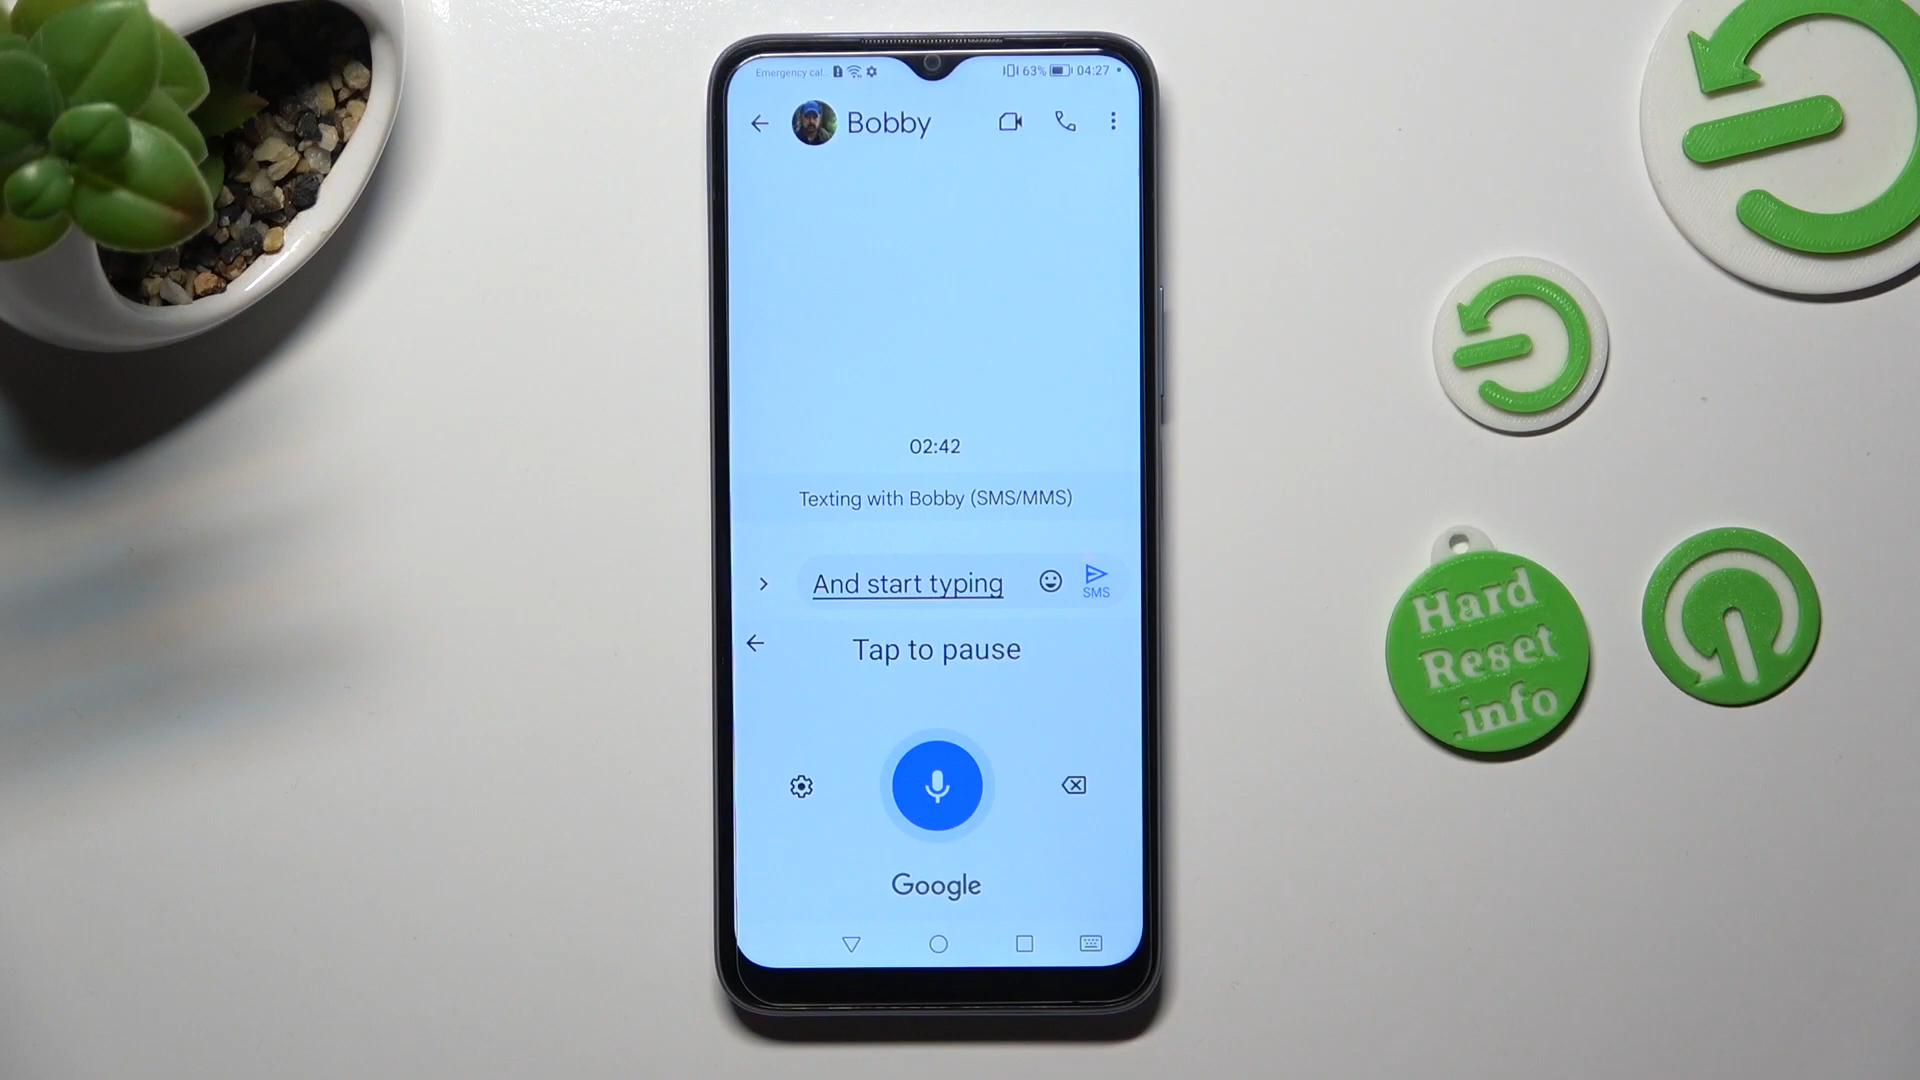 Emergency cal...
63%
04:27
Bobby
02:42
Texting with Bobby (SMS/MMS)
And start typing
SMS
Tap to pause
Google
Hard
Reset
.info